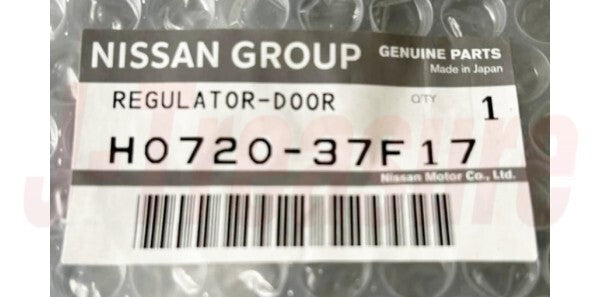 NISSAN GROUP
GENUINE PARTS
Made in Japan
REGULATOR-DOOR
QTY 1
H0720-37F17
Nissan Motor Co., Ltd.